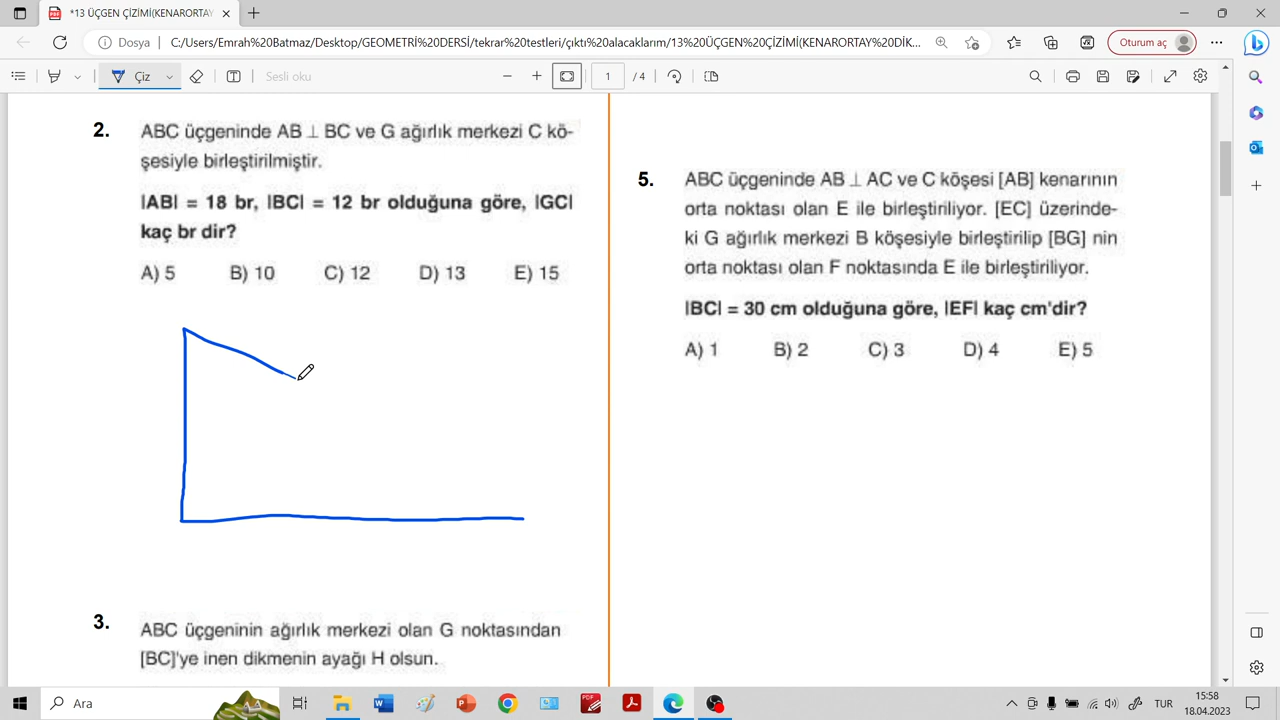 *13 ÜÇGEN ÇİZİMİ(KENARORTAY
Dosya
C:/Users/Emrah%20Batmaz/Desktop/GEOMETRİ%20DERSİ/tekrar%20testleri/çıktı%20alacaklarım/13%20ÜÇGEN%20ÇİZİMİ(KENARORTAY%20DİK...
Oturum aç
Çiz
Sesli oku
1 / 4
2. ABC üçgeninde AB ⊥ BC ve G ağırlık merkezi C kö-
şesiyle birleştirilmiştir.
|AB| = 18 br, |BC| = 12 br olduğuna göre, |GC|
kaç br dir?
A) 5 B) 10 C) 12 D) 13 E) 15
3. ABC üçgeninin ağırlık merkezi olan G noktasından
[BC]'ye inen dikmenin ayağı H olsun.
5. ABC üçgeninde AB ⊥ AC ve C köşesi [AB] kenarının
orta noktası olan E ile birleştiriliyor. [EC] üzerinde-
ki G ağırlık merkezi B köşesiyle birleştirilip [BG] nin
orta noktası olan F noktasında E ile birleştiriliyor.
|BC| = 30 cm olduğuna göre, |EF| kaç cm'dir?
A) 1 B) 2 C) 3 D) 4 E) 5
Ara
TUR
15:58
18.04.2023